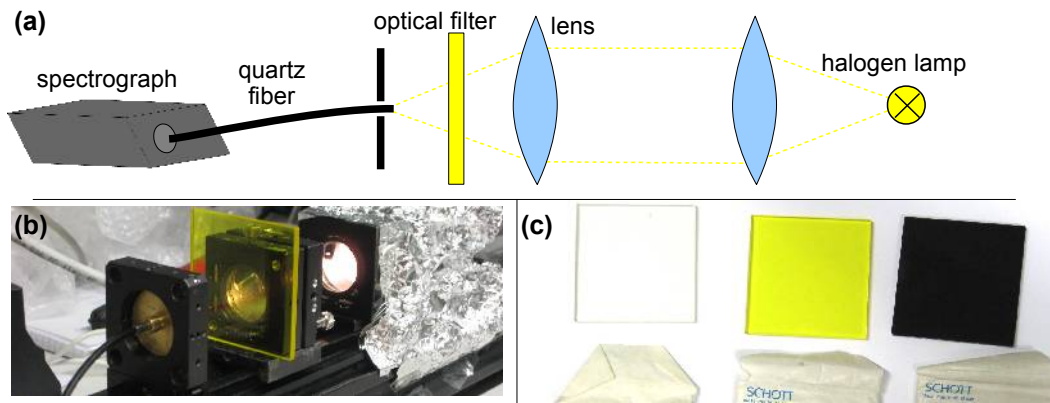 (a)
optical filter
lens
spectrograph
quartz
fiber
halogen lamp
(b)
(c)
SCHOTT
SCHOTT